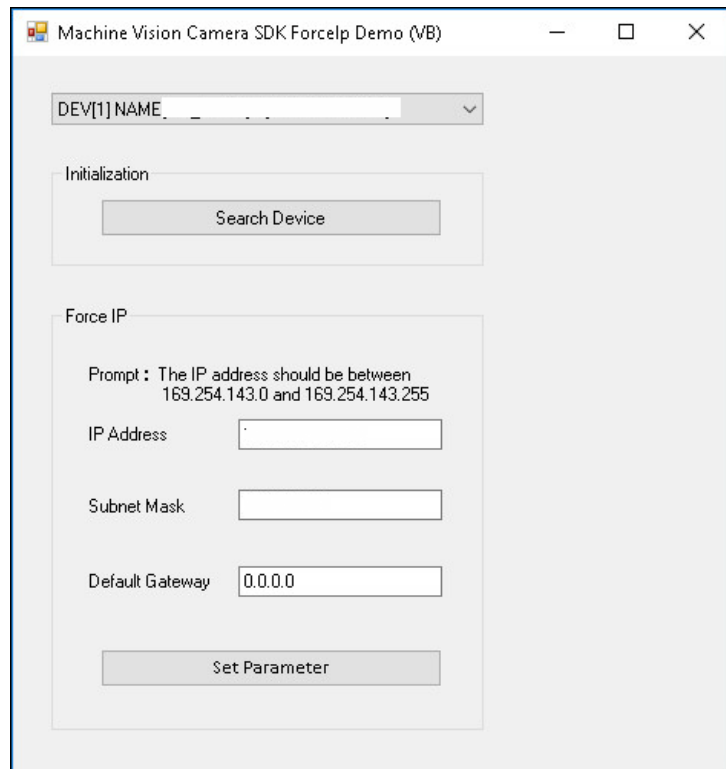 Machine Vision Camera SDK ForceIp Demo (VB)
DEV[1] NAME
Initialization
Search Device
Force IP
Prompt： The IP address should be between
169.254.143.0 and 169.254.143.255
IP Address
Subnet Mask
Default Gateway 0.0.0.0
Set Parameter